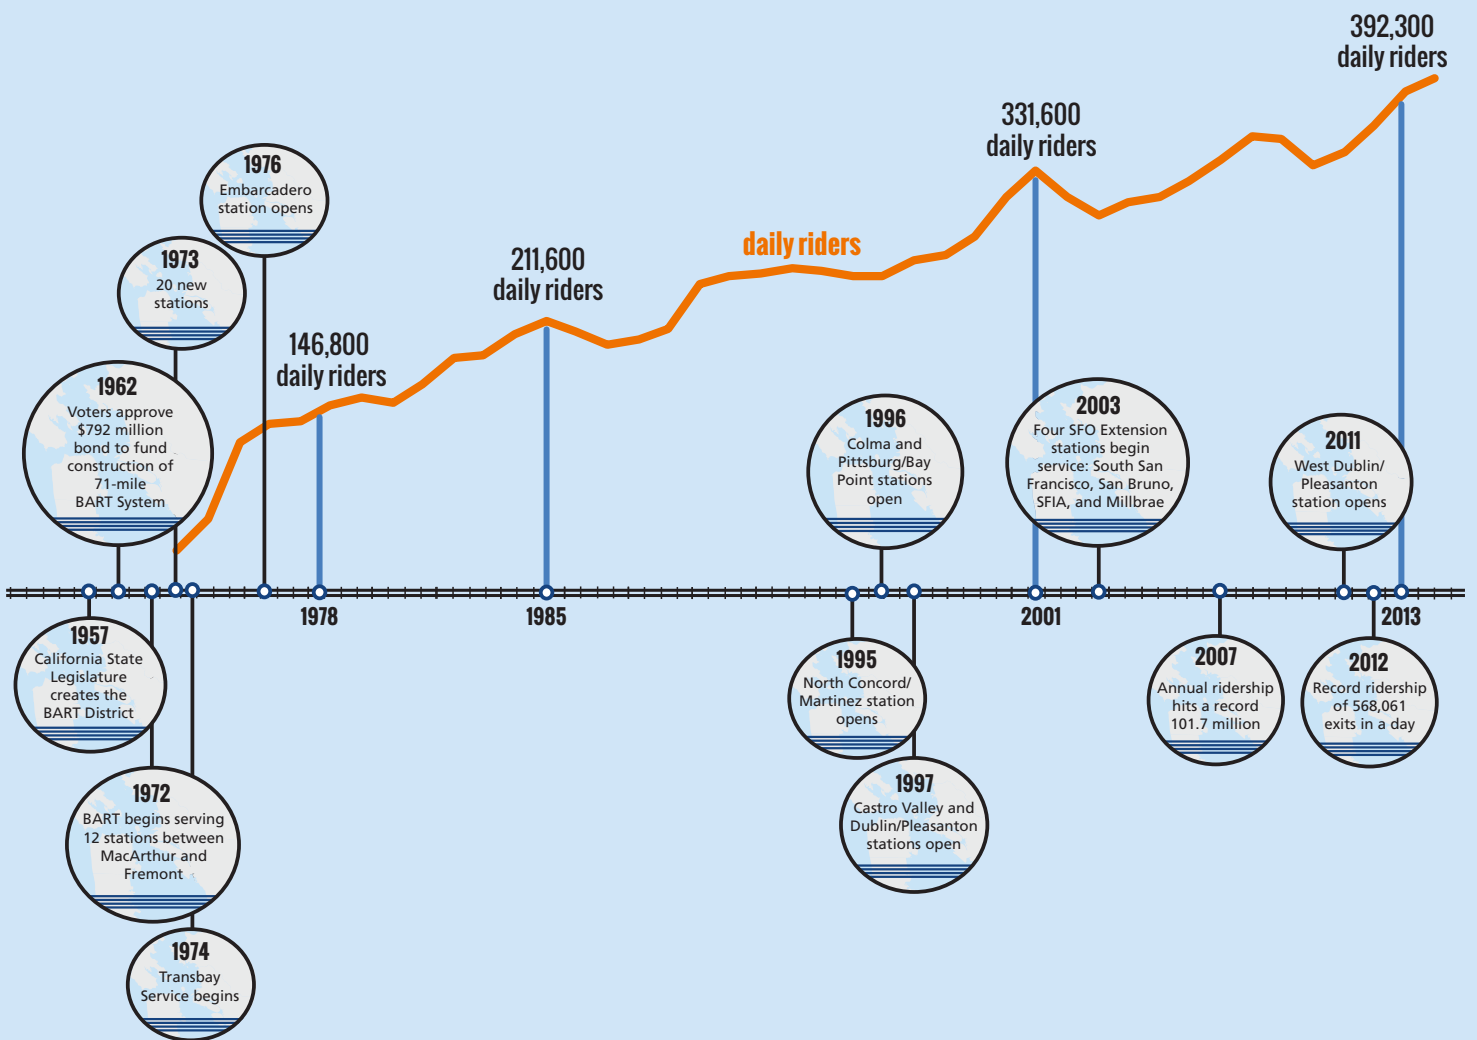 392,300
daily riders
331,600
daily riders
1976
Embarcadero
station opens
daily riders
1973
20 new
stations
211,600
daily riders
146,800
daily riders
1962
Voters approve
$792 million
bond to fund
construction of
71-mile
BART System
1996
Colma and
Pittsburg/Bay
Point stations
open
2003
Four SFO Extension
stations begin
service: South San
Francisco, San Bruno,
SFIA, and Millbrae
2011
West Dublin/
Pleasanton
station opens
1978
1985
2001
2013
1957
California State
Legislature
creates the
BART District
1995
North Concord/
Martinez station
opens
2007
Annual ridership
hits a record
101.7 million
2012
Record ridership
of 568,061
exits in a day
1972
BART begins serving
12 stations between
MacArthur and
Fremont
1997
Castro Valley and
Dublin/Pleasanton
stations open
1974
Transbay
Service begins